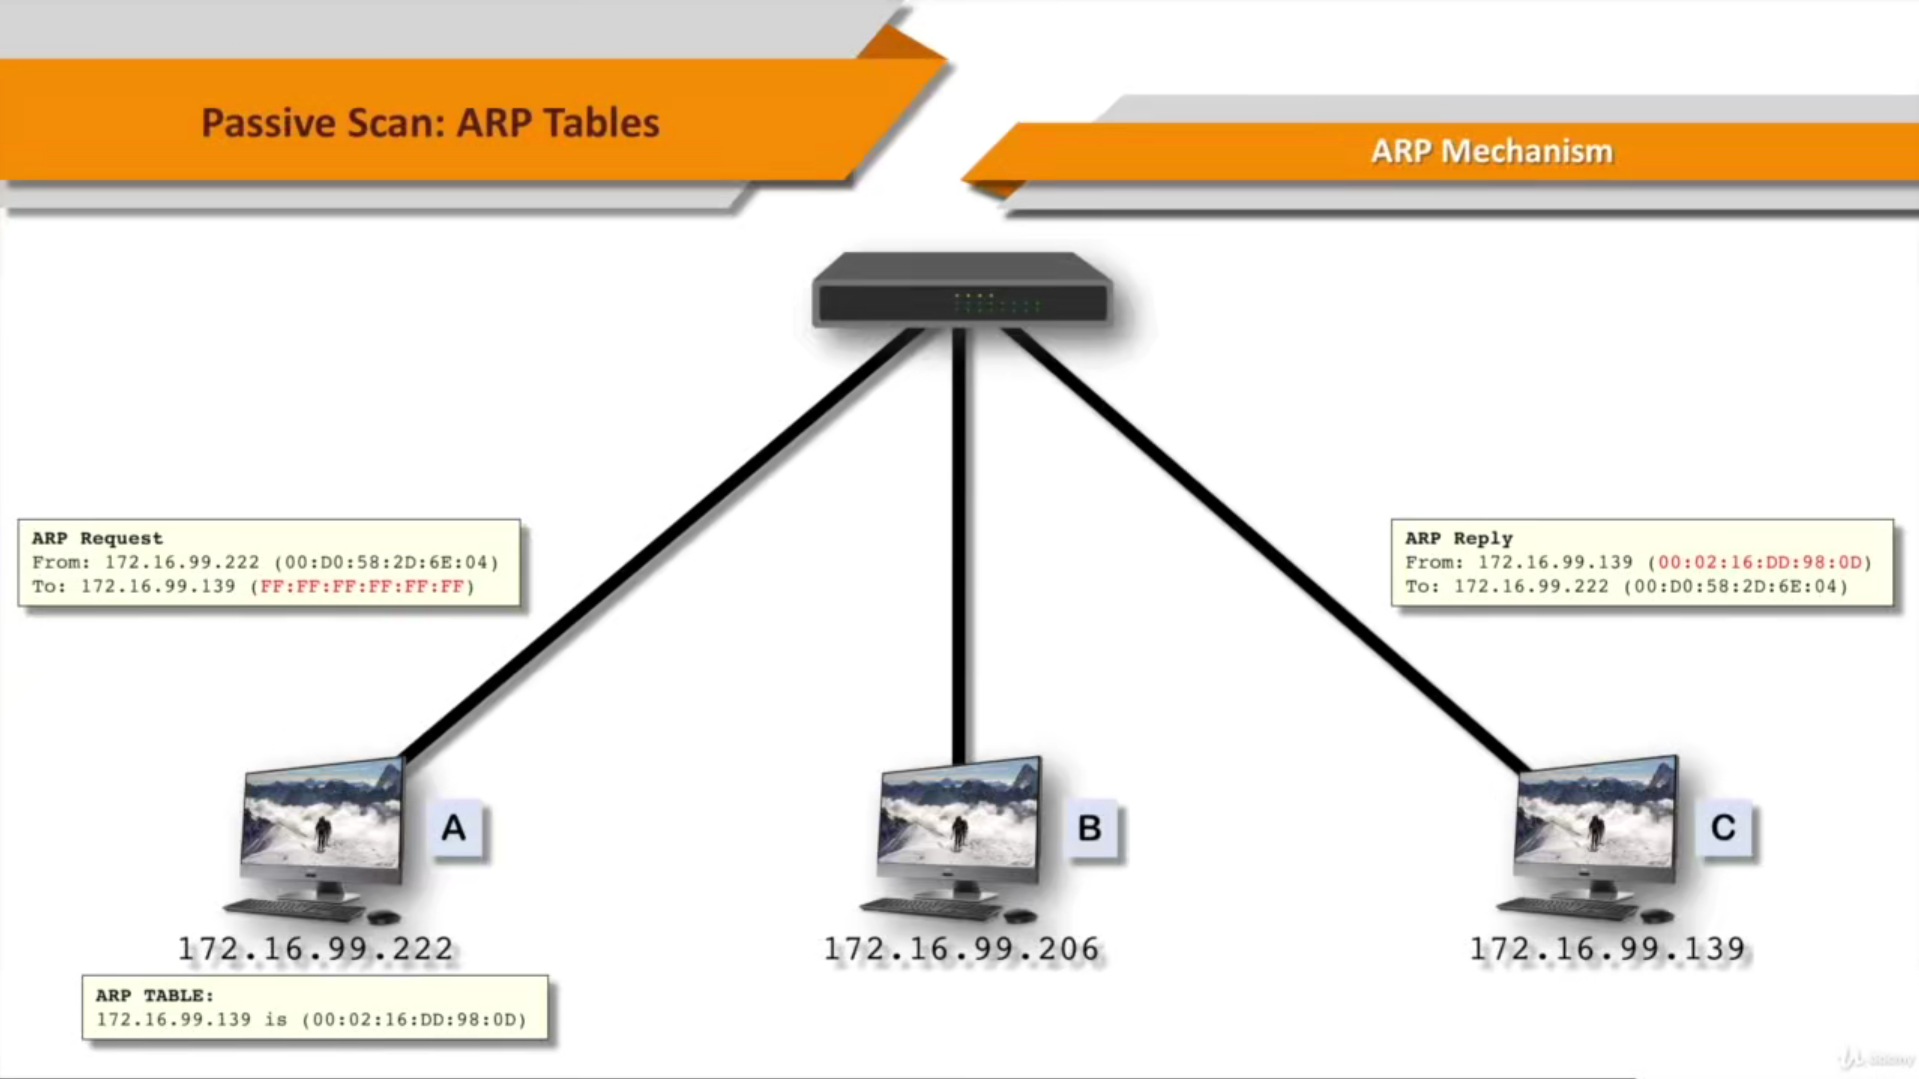 Passive Scan: ARP Tables
ARP Mechanism
ARP Request
From: 172.16.99.222 (00:D0:58:2D:6E:04)
To: 172.16.99.139 (FF:FF:FF:FF:FF:FF)
ARP Reply
From: 172.16.99.139 (00:02:16:DD:98:0D)
To: 172.16.99.222 (00:D0:58:2D:6E:04)
A
B
C
172.16.99.222
172.16.99.206
172.16.99.139
ARP TABLE:
172.16.99.139 is (00:02:16:DD:98:0D)
Udemy